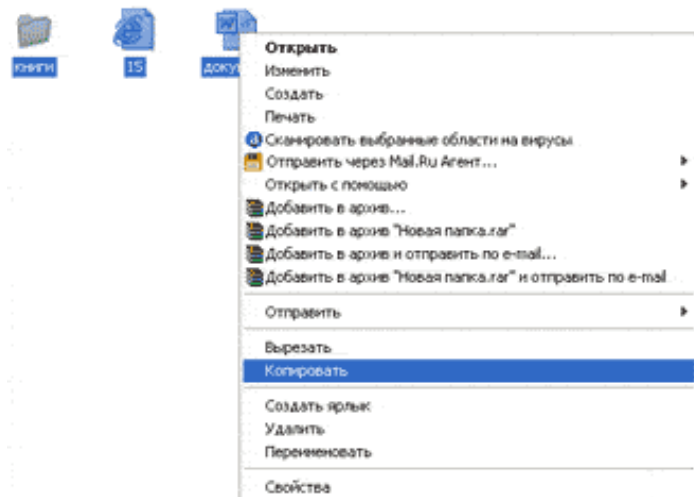 книги
15
доку
Открыть
Изменить
Создать
Печать
Сканировать выбранные области на вирусы
Отправить через Mail.Ru Агент...
Открыть с помощью
Добавить в архив...
Добавить в архив "Новая папка.rar"
Добавить в архив и отправить по e-mail...
Добавить в архив "Новая папка.rar" и отправить по e-mail
Отправить
Вырезать
Копировать
Создать ярлык
Удалить
Переименовать
Свойства